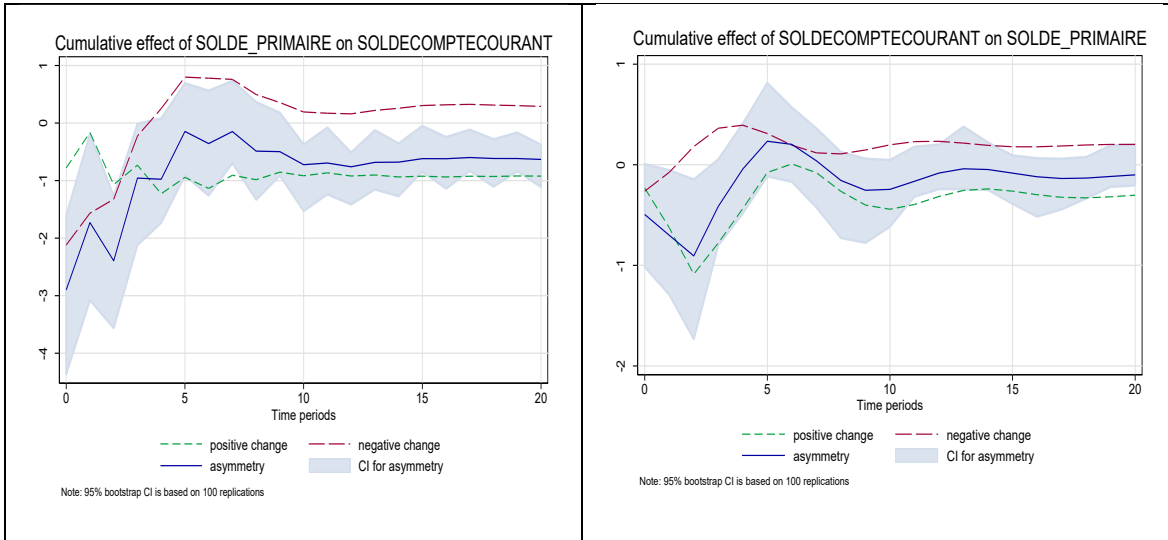 Cumulative effect of SOLDE_PRIMAIRE on SOLDECOMPTECOURANT
1
0
-1
-2
-3
-4
0 5 10 15 20
Time periods
positive change negative change
asymmetry CI for asymmetry
Note: 95% bootstrap CI is based on 100 replications
Cumulative effect of SOLDECOMPTECOURANT on SOLDE_PRIMAIRE
1
0
-1
-2
0 5 10 15 20
Time periods
positive change negative change
asymmetry CI for asymmetry
Note: 95% bootstrap CI is based on 100 replications